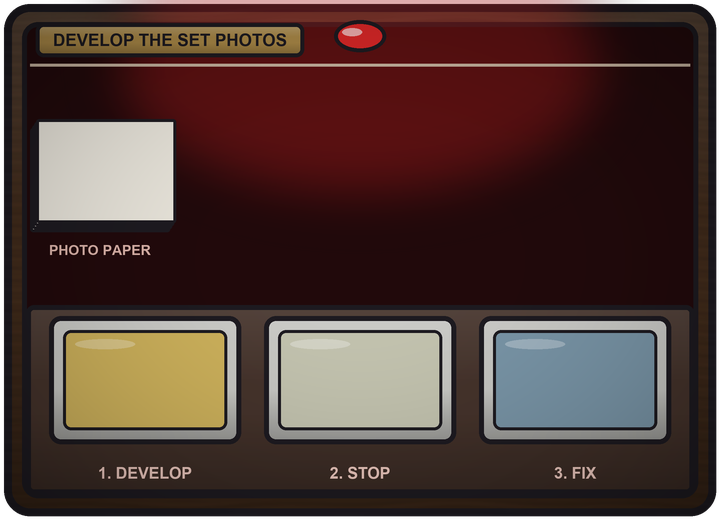 DEVELOP THE SET PHOTOS
PHOTO PAPER
1. DEVELOP
2. STOP
3. FIX